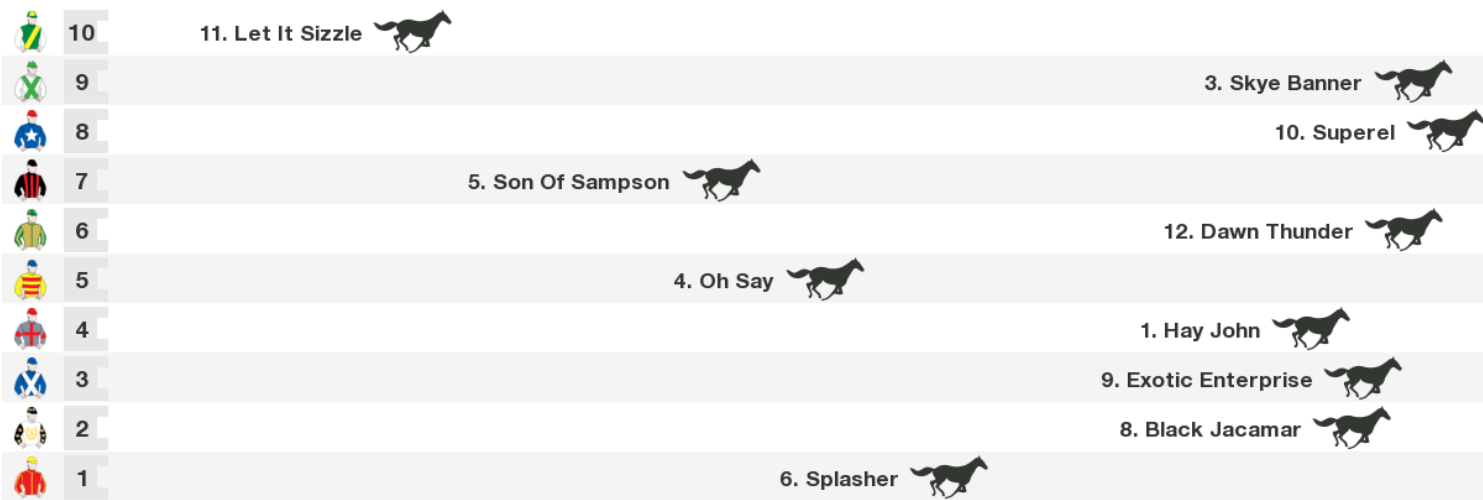 10 11. Let It Sizzle
9 3. Skye Banner
8 10. Superel
7 5. Son Of Sampson
6 12. Dawn Thunder
5 4. Oh Say
4 1. Hay John
3 9. Exotic Enterprise
2 8. Black Jacamar
1 6. Splasher